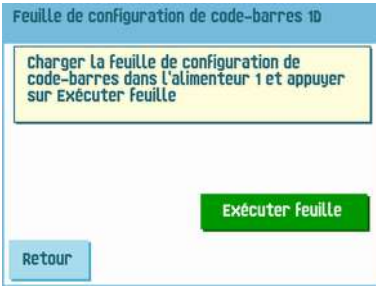 Feuille de configuration de code-barres 1D
Charger la feuille de configuration de
code-barres dans l'alimenteur 1 et appuyer
sur Exécuter feuille
Exécuter feuille
Retour